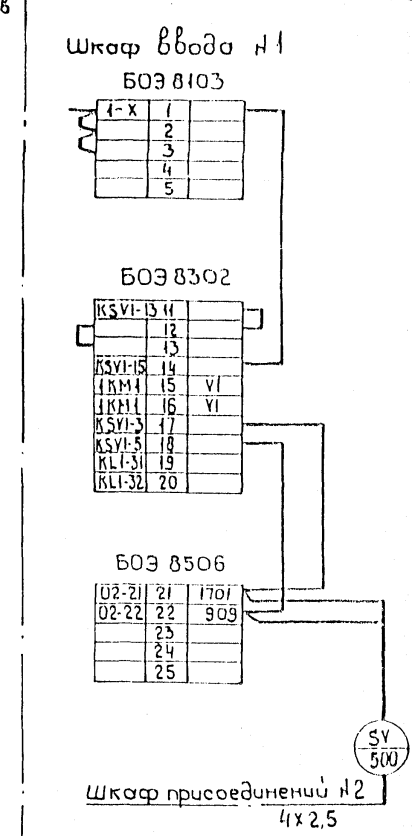 в
Шкаф Ввода №1
БОЭ 8103
1-X 1
2
3
4
5
БОЭ 8302
KSV1-13 11
12
13
KSV1-15 14
1KM1 15 V1
1KM1 16 V1
KSV1-3 17
KSV1-5 18
KL1-31 19
KL1-32 20
БОЭ 8506
02-21 21 1701
02-22 22 909
23
24
25
SV
500
Шкаф присоединений №2
4x2,5